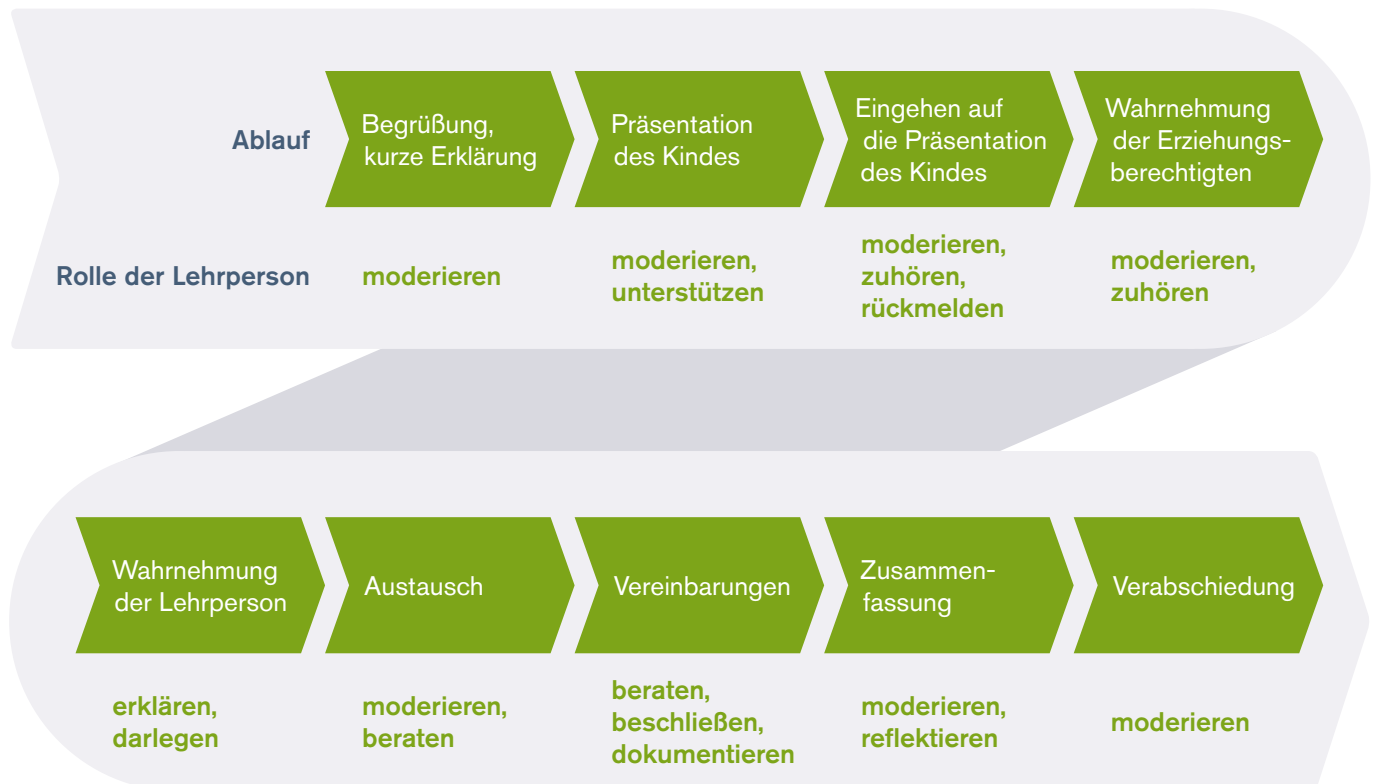 Ablauf
Begrüßung,
kurze Erklärung
Präsentation
des Kindes
Eingehen auf
die Präsentation
des Kindes
Wahrnehmung
der Erziehungs-
berechtigten
Rolle der Lehrperson
moderieren
moderieren,
unterstützen
moderieren,
zuhören,
rückmelden
moderieren,
zuhören
Wahrnehmung
der Lehrperson
Austausch
Vereinbarungen
Zusammen-
fassung
Verabschiedung
erklären,
darlegen
moderieren,
beraten
beraten,
beschließen,
dokumentieren
moderieren,
reflektieren
moderieren